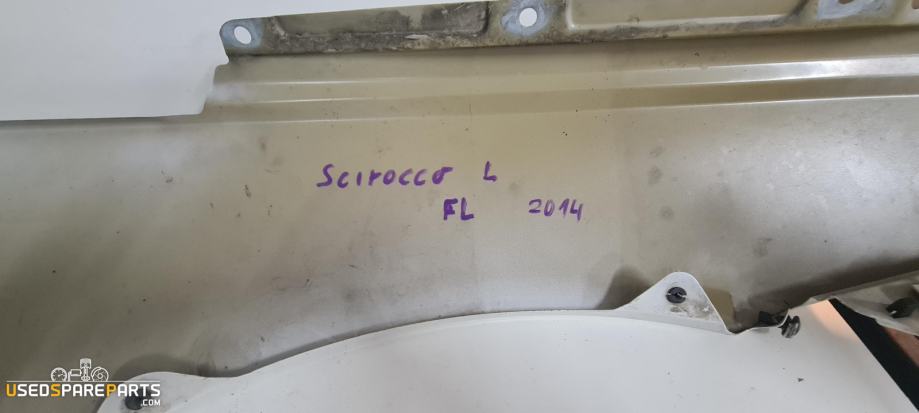 Scirocco L
FL 2014
USEDSPAREPARTS
.COM